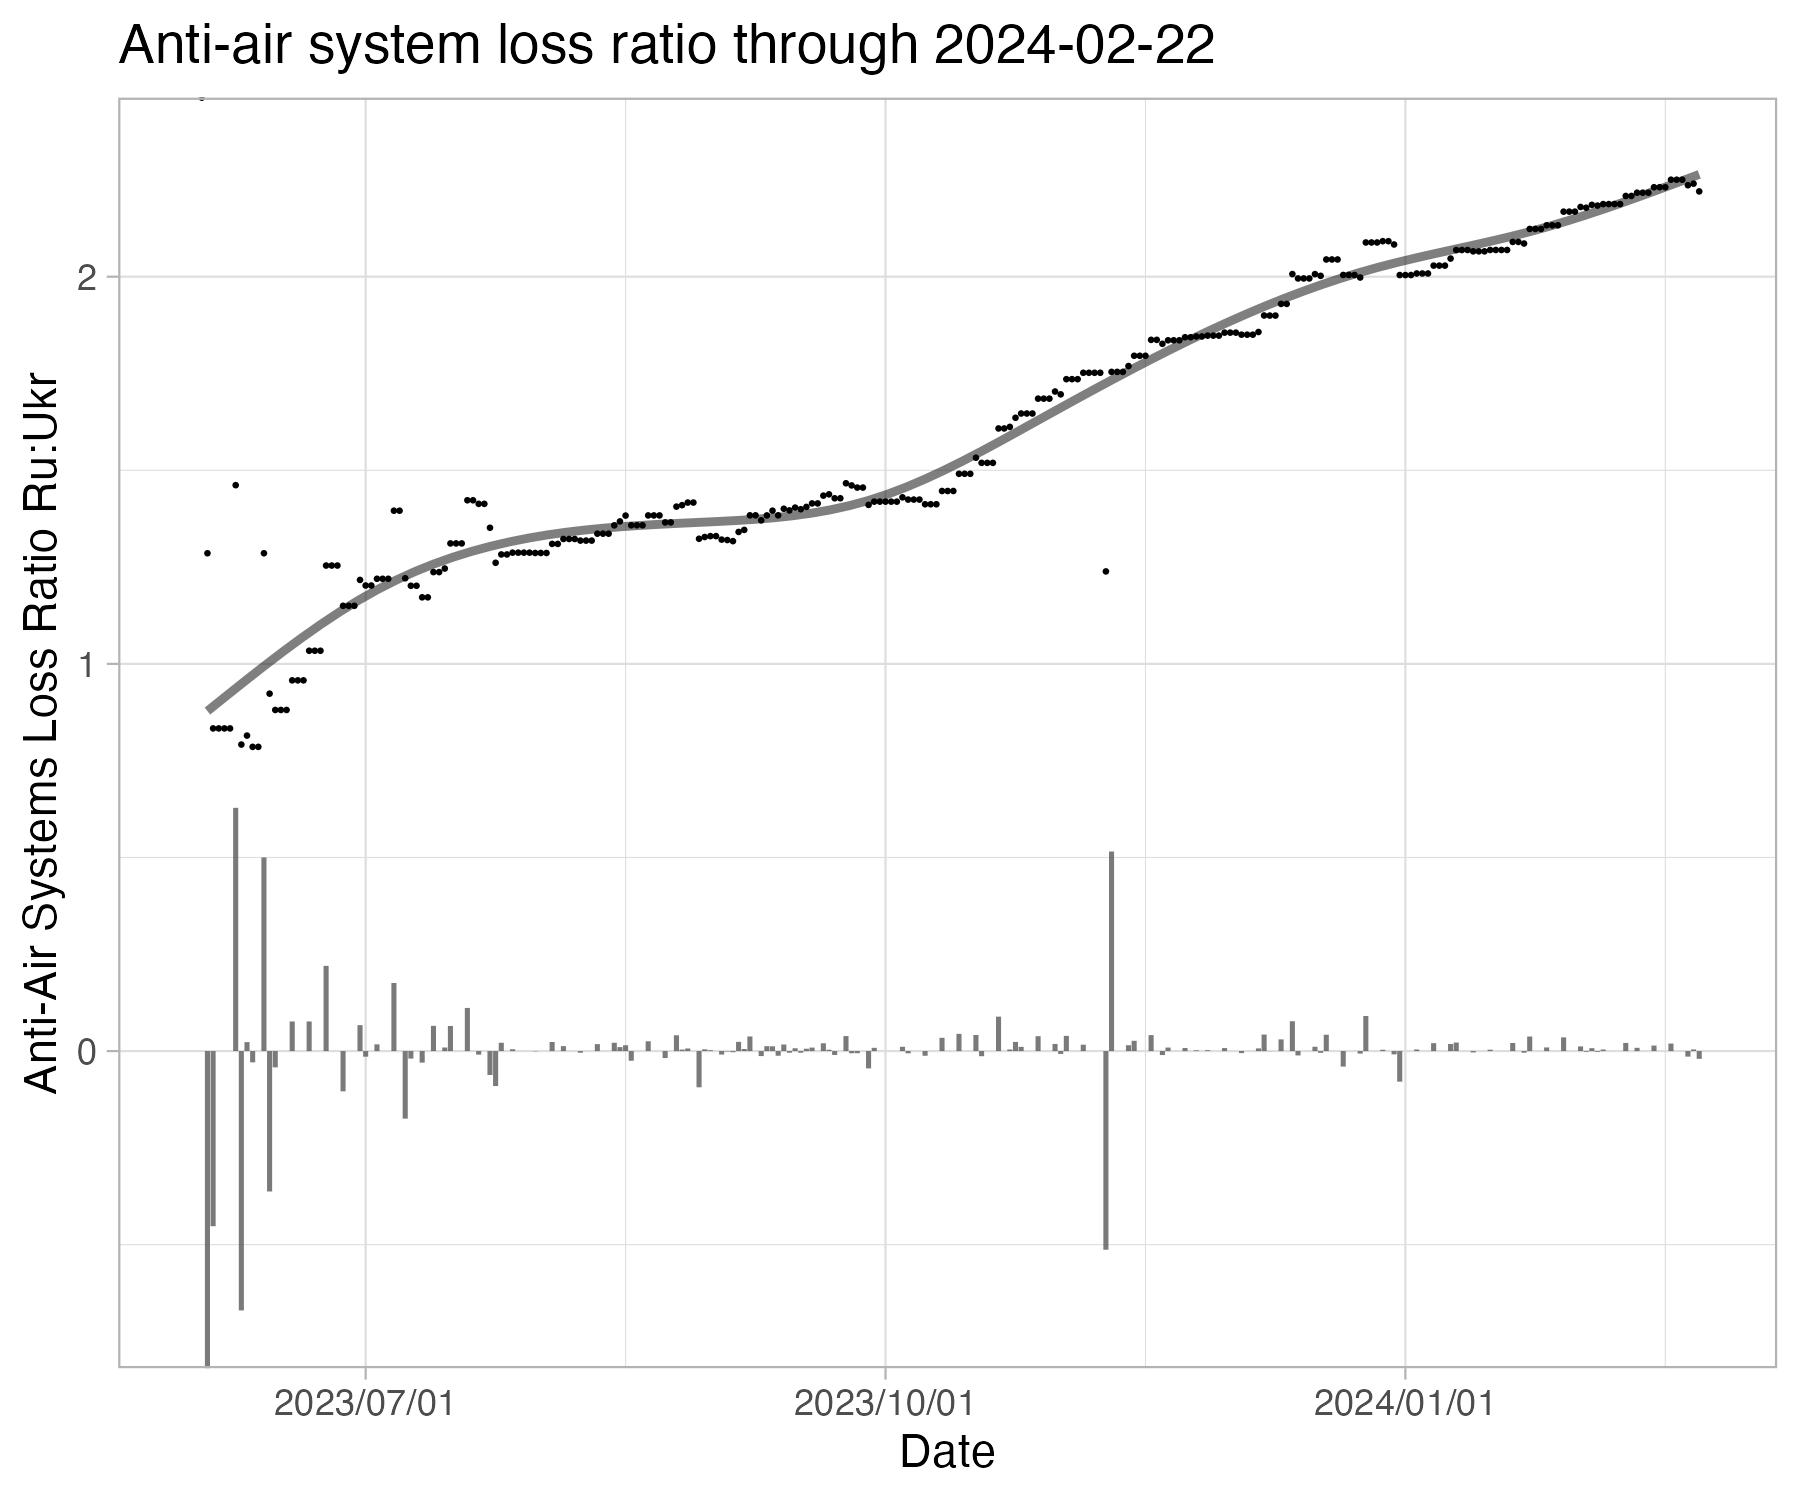 Anti-air system loss ratio through 2024-02-22
Anti-Air Systems Loss Ratio Ru:Ukr
2
1
0
2023/07/01
2023/10/01
2024/01/01
Date